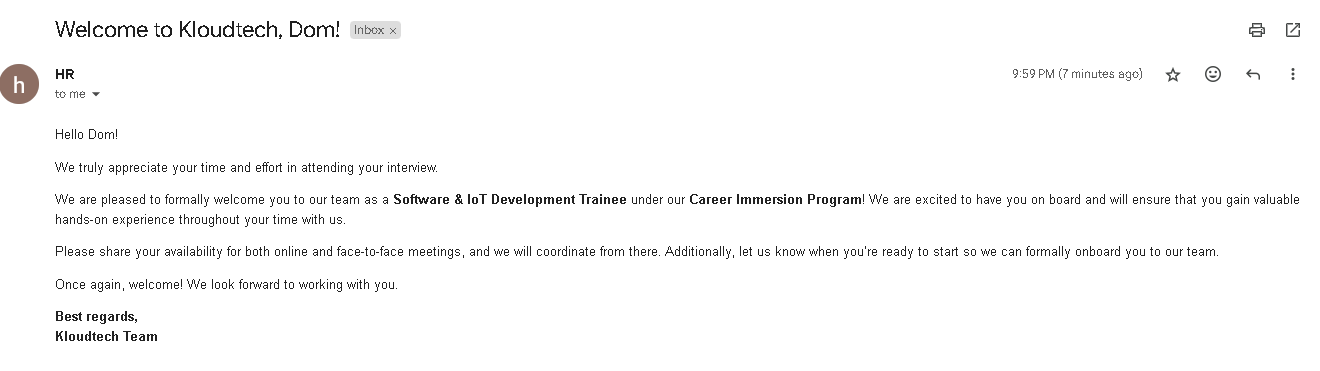 Welcome to Kloudtech, Dom! Inbox ×
h
HR
9:59 PM (7 minutes ago)
to me
Hello Dom!
We truly appreciate your time and effort in attending your interview.
We are pleased to formally welcome you to our team as a Software & IoT Development Trainee under our Career Immersion Program! We are excited to have you on board and will ensure that you gain valuable
hands-on experience throughout your time with us.
Please share your availability for both online and face-to-face meetings, and we will coordinate from there. Additionally, let us know when you're ready to start so we can formally onboard you to our team.
Once again, welcome! We look forward to working with you.
Best regards,
Kloudtech Team